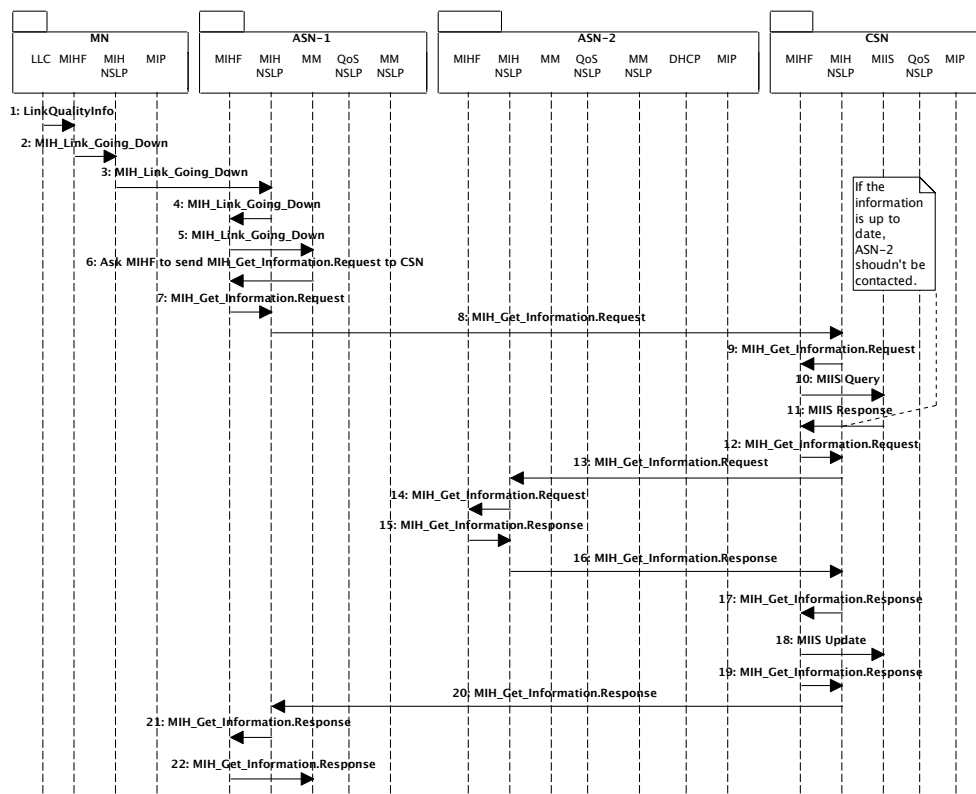 MN
ASN-1
ASN-2
CSN
LLC MIHF MIH MIP
NSLP
MIHF MIH MM QoS MM
NSLP NSLP NSLP
MIHF MIH MM QoS MM DHCP MIP
NSLP NSLP NSLP
MIHF MIH MIIS QoS MIP
NSLP NSLP
1: LinkQualityInfo
2: MIH_Link_Going_Down
3: MIH_Link_Going_Down
4: MIH_Link_Going_Down
5: MIH_Link_Going_Down
6: Ask MIHF to send MIH_Get_Information.Request to CSN
7: MIH_Get_Information.Request
If the
information
is up to
date,
ASN-2
shoudn't be
contacted.
8: MIH_Get_Information.Request
9: MIH_Get_Information.Request
10: MIIS Query
11: MIIS Response
12: MIH_Get_Information.Request
13: MIH_Get_Information.Request
14: MIH_Get_Information.Request
15: MIH_Get_Information.Response
16: MIH_Get_Information.Response
17: MIH_Get_Information.Response
18: MIIS Update
19: MIH_Get_Information.Response
20: MIH_Get_Information.Response
21: MIH_Get_Information.Response
22: MIH_Get_Information.Response